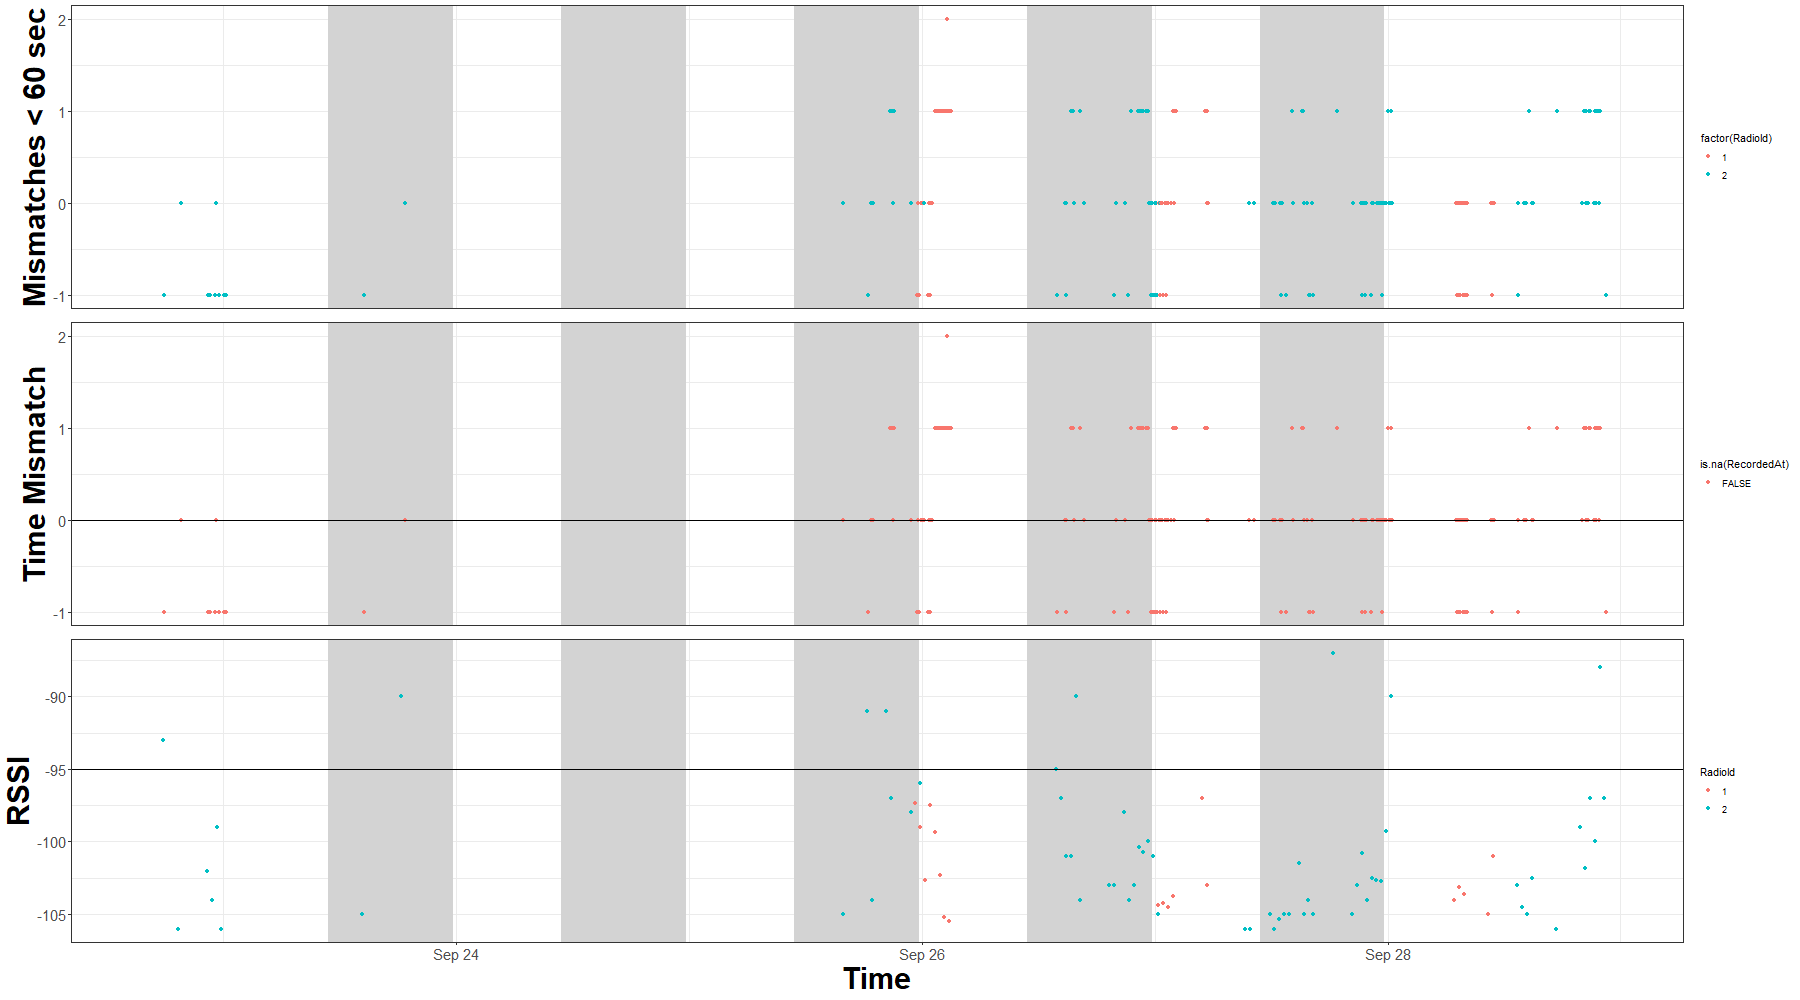 Mismatches < 60 sec
2
1
0
-1
factor(RadioId)
1
2
Time Mismatch
2
1
0
-1
is.na(RecordedAt)
FALSE
RSSI
-90
-95
-100
-105
RadioId
1
2
Sep 24
Sep 26
Sep 28
Time